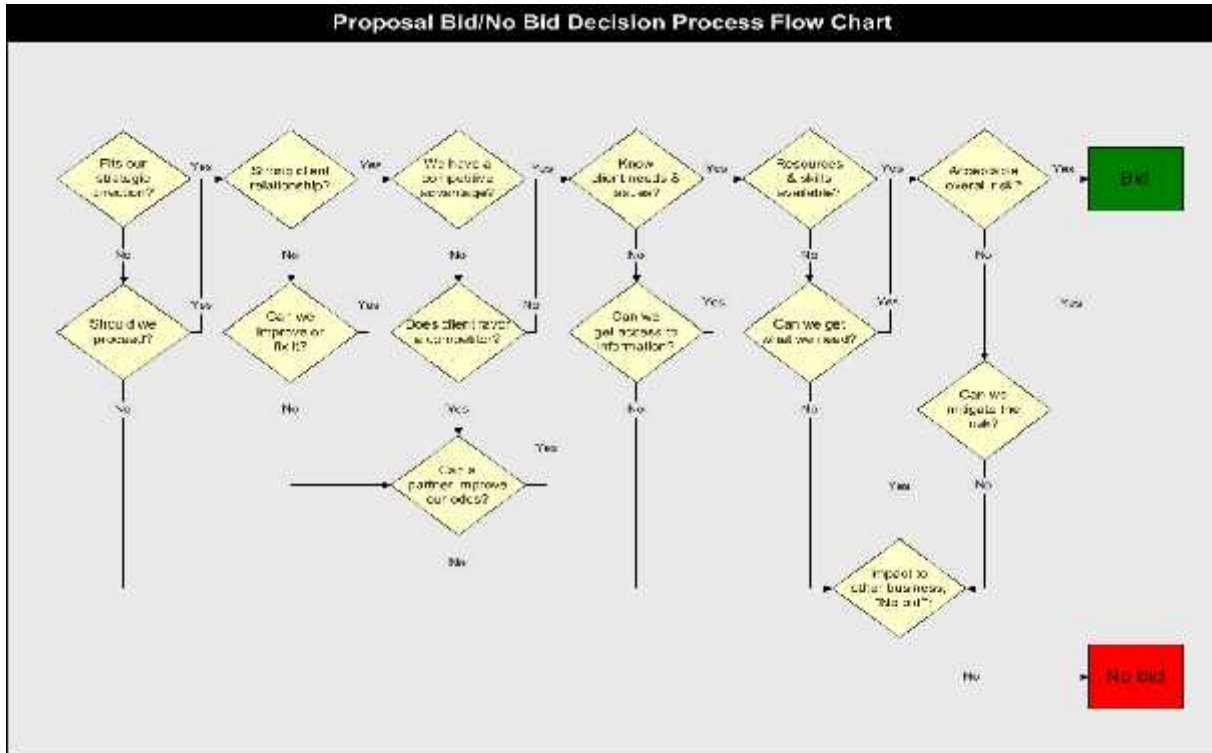 Proposal Bid/No Bid Decision Process Flow Chart
Fits our
strategic
direction?
Yes
Strong client
relationship?
Yes
We have a
competitive
advantage?
Yes
Know
client needs &
issues?
Yes
Resources
& skills
available?
Yes
Acceptable
overall risk?
Yes
Bid
No
No
No
No
No
No
Should we
proceed?
Yes
Can we
improve or
fix it?
Yes
Does client favor
a competitor?
No
Can we
get access to
information?
Yes
Can we get
what we need?
Yes
Yes
No
No
Yes
No
No
Can we
mitigate the
risk?
Can a
partner improve
our odds?
Yes
Yes
No
No
Impact to
other business,
"No bid"?
No
No bid